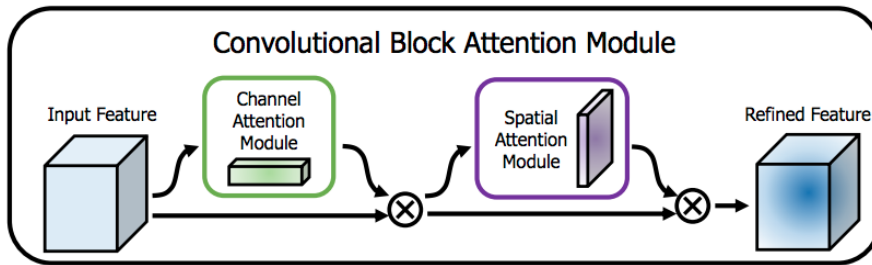 Convolutional Block Attention Module
Input Feature
Channel
Attention
Module
Spatial
Attention
Module
Refined Feature